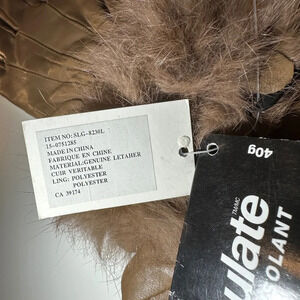 ITEM NO: SLG-8230L
15-0751285
MADE IN CHINA
FABRIQUE EN CHINE
MATERIAL:GENUINE LETAHER
CUIR VERITABLE
LING: POLYESTER
POLYESTER
CA 39174
40g
ulate
SOLANT